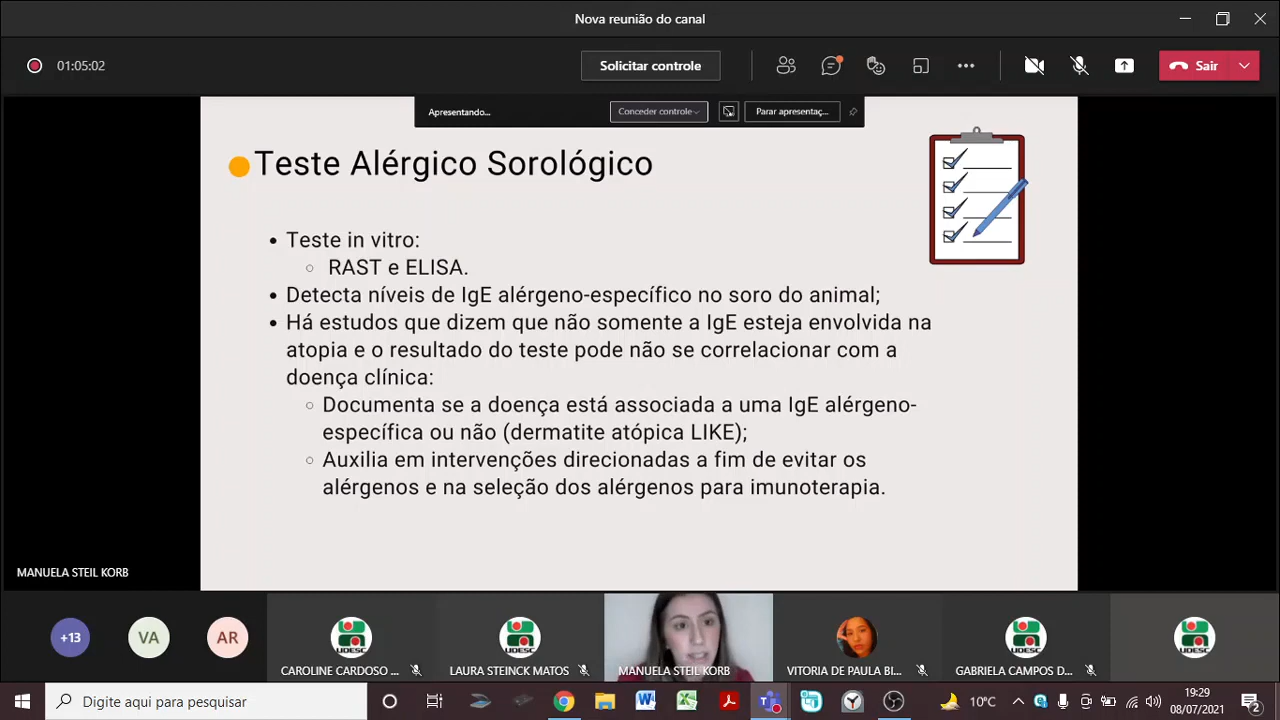 Nova reunião do canal
01:05:02
Solicitar controle
Sair
Apresentando...
Conceder controle
Parar apresentaç...
Teste Alérgico Sorológico
• Teste in vitro:
○ RAST e ELISA.
• Detecta níveis de IgE alérgeno-específico no soro do animal;
• Há estudos que dizem que não somente a IgE esteja envolvida na
atopia e o resultado do teste pode não se correlacionar com a
doença clínica:
○ Documenta se a doença está associada a uma IgE alérgeno-
específica ou não (dermatite atópica LIKE);
○ Auxilia em intervenções direcionadas a fim de evitar os
alérgenos e na seleção dos alérgenos para imunoterapia.
MANUELA STEIL KORB
+13
VA
AR
UDESC
CAROLINE CARDOSO ...
UDESC
LAURA STEINCK MATOS
MANUELA STEIL KORB
VITORIA DE PAULA BI...
UDESC
GABRIELA CAMPOS D...
UDESC
Digite aqui para pesquisar
10°C
19:29
08/07/2021
2